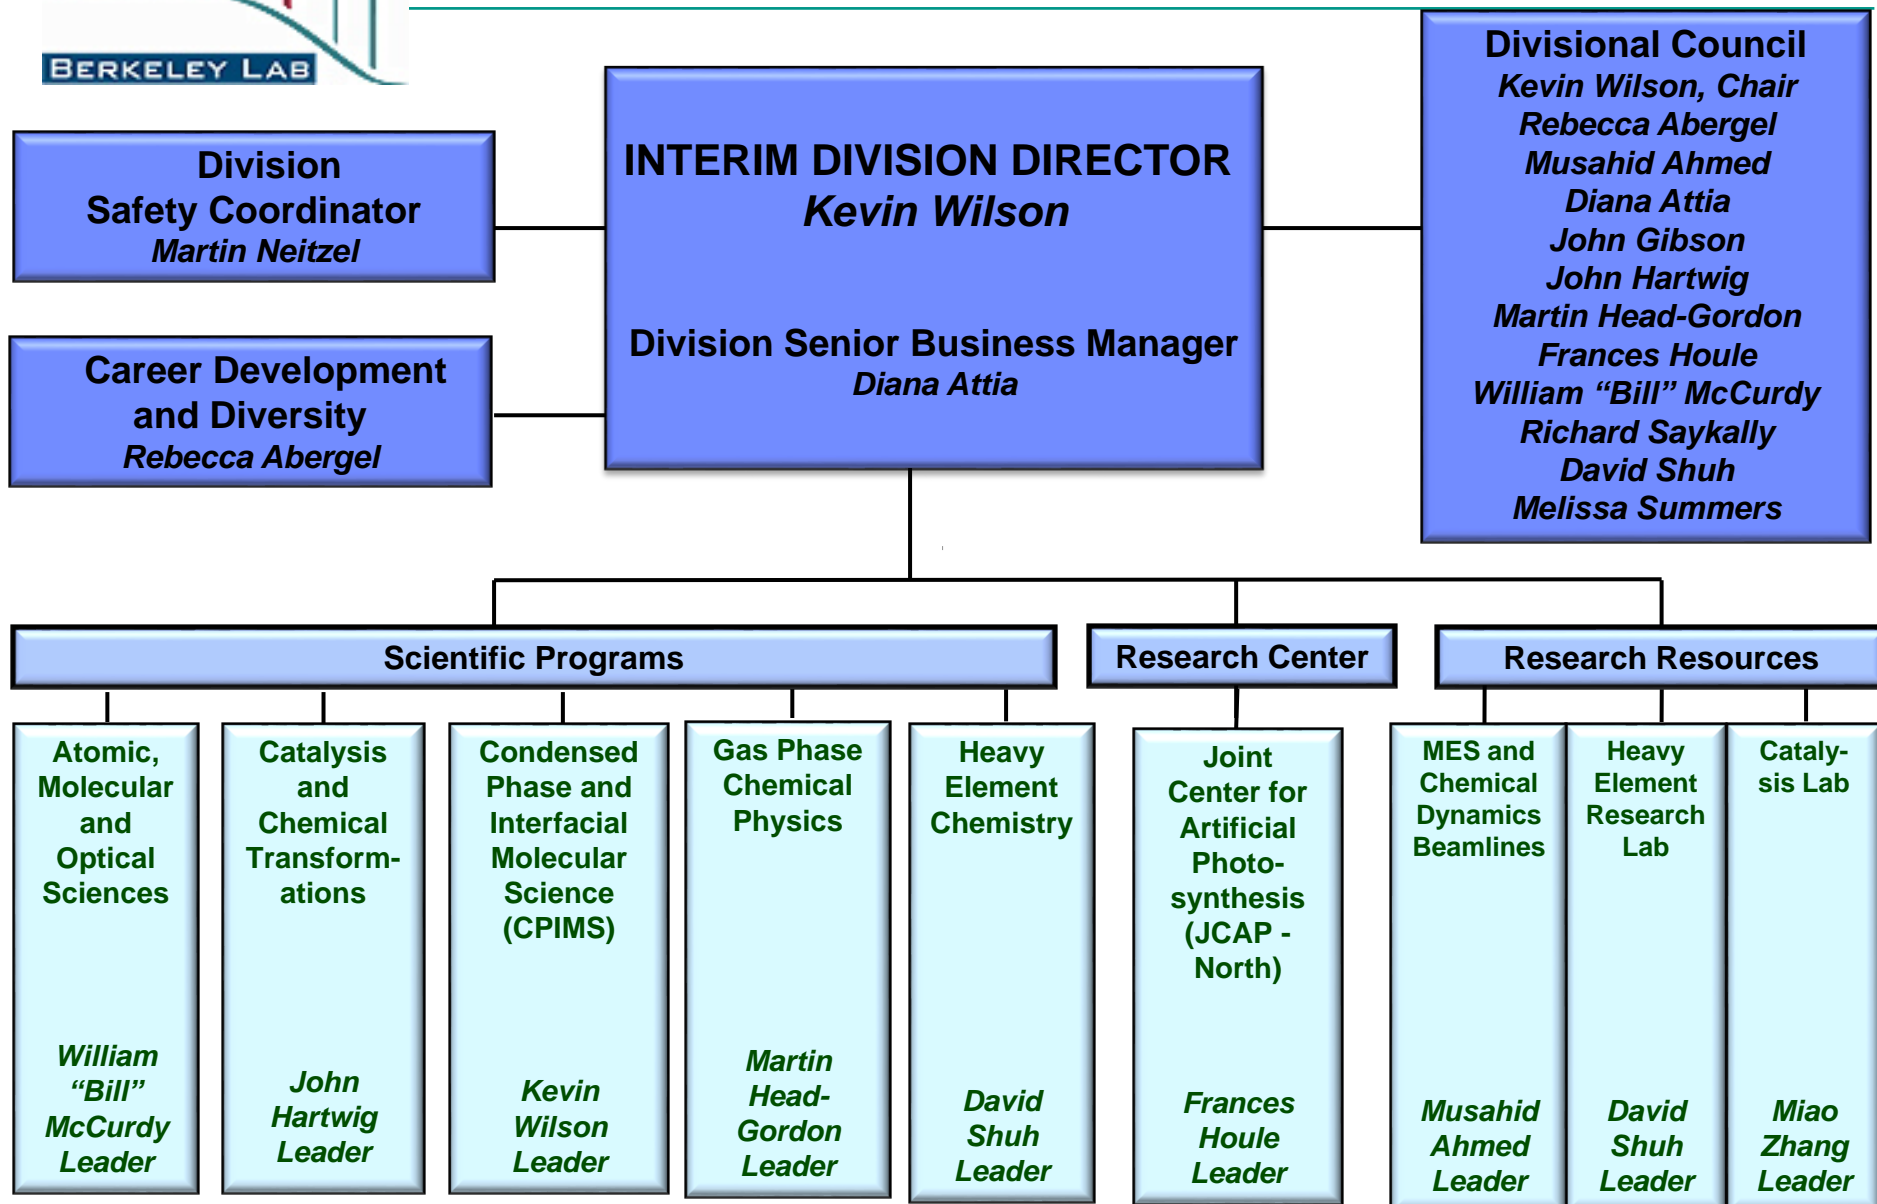 BERKELEY LAB
Division
Safety Coordinator
Martin Neitzel
Career Development
and Diversity
Rebecca Abergel
INTERIM DIVISION DIRECTOR
Kevin Wilson
Division Senior Business Manager
Diana Attia
Divisional Council
Kevin Wilson, Chair
Rebecca Abergel
Musahid Ahmed
Diana Attia
John Gibson
John Hartwig
Martin Head-Gordon
Frances Houle
William “Bill” McCurdy
Richard Saykally
David Shuh
Melissa Summers
Scientific Programs
Research Center
Research Resources
Atomic,
Molecular
and
Optical
Sciences
William
“Bill”
McCurdy
Leader
Catalysis
and
Chemical
Transform-
ations
John
Hartwig
Leader
Condensed
Phase and
Interfacial
Molecular
Science
(CPIMS)
Kevin
Wilson
Leader
Gas Phase
Chemical
Physics
Martin
Head-
Gordon
Leader
Heavy
Element
Chemistry
David
Shuh
Leader
Joint
Center for
Artificial
Photo-
synthesis
(JCAP -
North)
Frances
Houle
Leader
MES and
Chemical
Dynamics
Beamlines
Musahid
Ahmed
Leader
Heavy
Element
Research
Lab
David
Shuh
Leader
Cataly-
sis Lab
Miao
Zhang
Leader